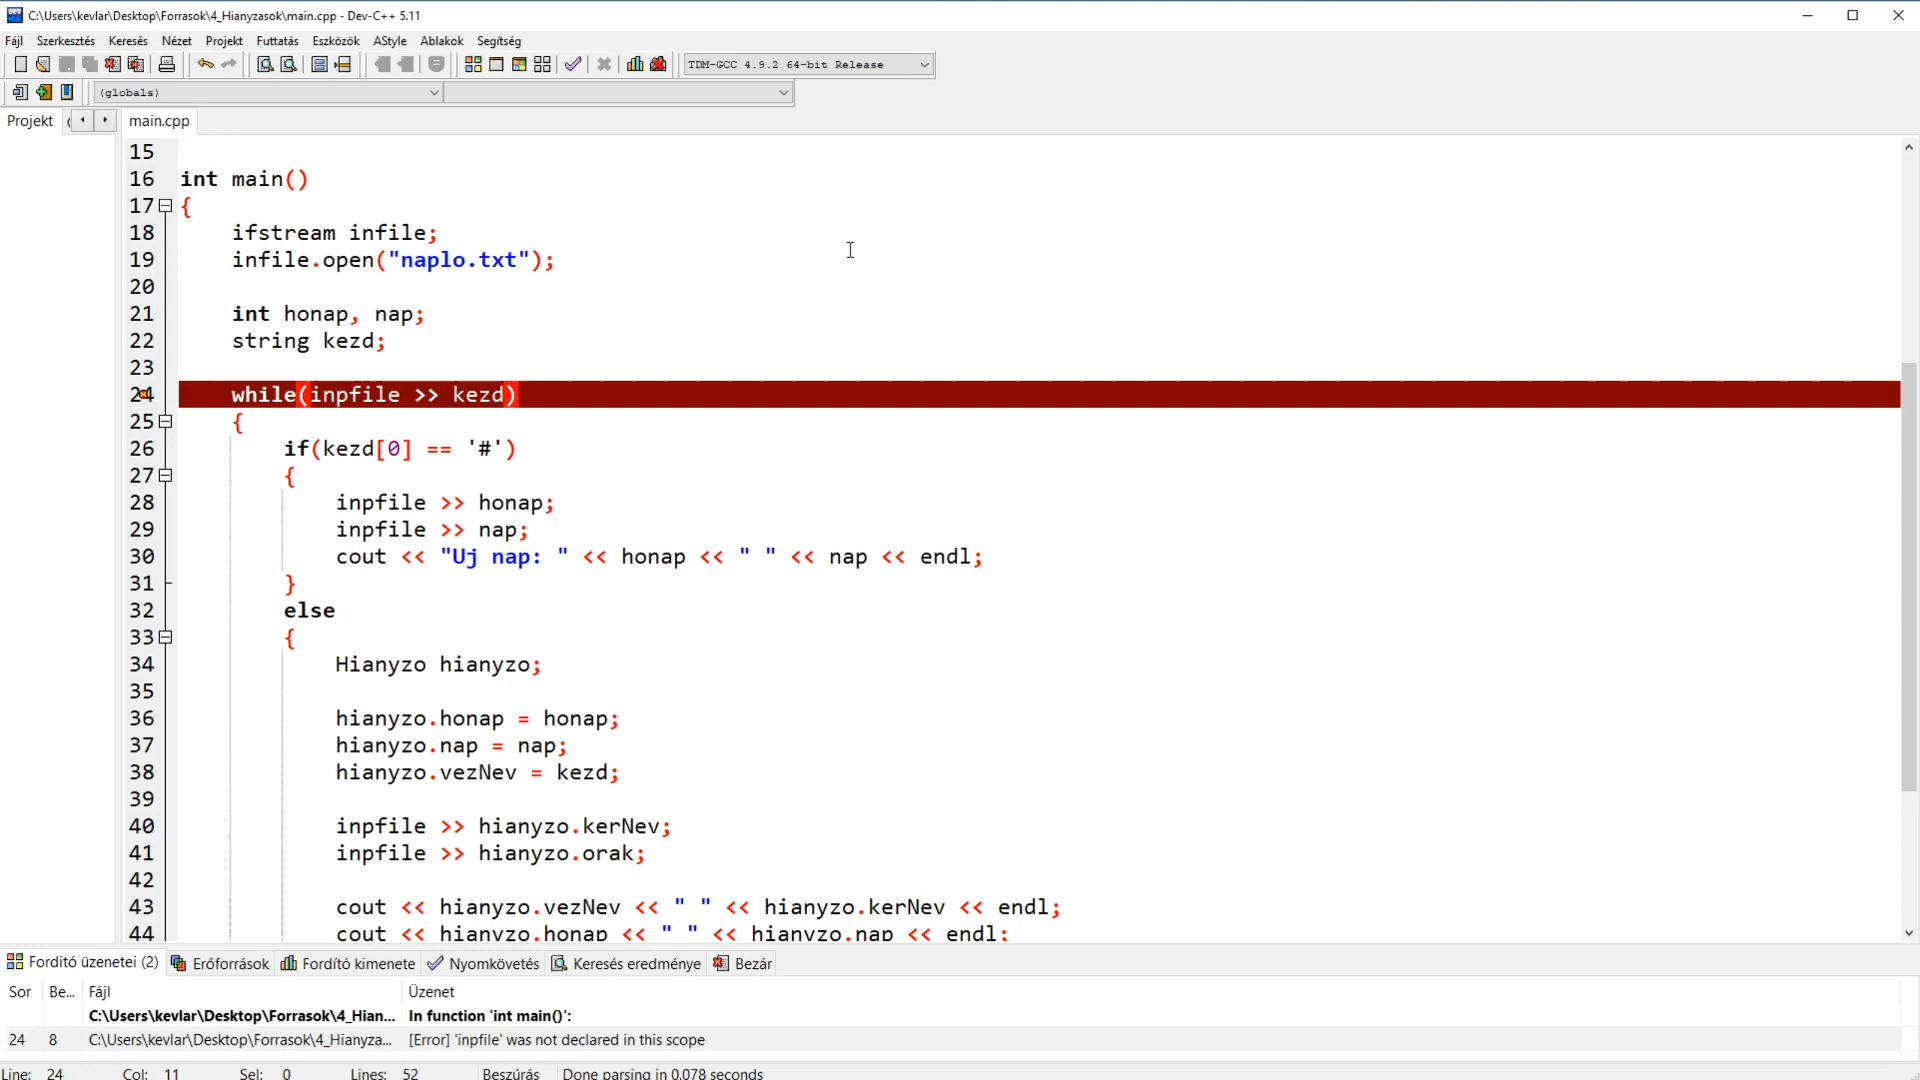 C:\Users\kevlar\Desktop\Forrasok\4_Hianyzasok\main.cpp - Dev-C++ 5.11
Fájl Szerkesztés Keresés Nézet Projekt Futtatás Eszközök AStyle Ablakok Segítség
TDM-GCC 4.9.2 64-bit Release
(globals)
Projekt main.cpp
15
16 int main()
17 {
18 ifstream infile;
19 infile.open("naplo.txt");
20
21 int honap, nap;
22 string kezd;
23
24 while(inpfile >> kezd)
25 {
26 if(kezd[0] == '#')
27 {
28 inpfile >> honap;
29 inpfile >> nap;
30 cout << "Uj nap: " << honap << " " << nap << endl;
31 }
32 else
33 {
34 Hianyzo hianyzo;
35
36 hianyzo.honap = honap;
37 hianyzo.nap = nap;
38 hianyzo.vezNev = kezd;
39
40 inpfile >> hianyzo.kerNev;
41 inpfile >> hianyzo.orak;
42
43 cout << hianyzo.vezNev << " " << hianyzo.kerNev << endl;
44 cout << hianyzo.honap << " " << hianyzo.nap << endl;
Fordító üzenetei (2) Erőforrások Fordító kimenete Nyomkövetés Keresés eredménye Bezár
Sor Be... Fájl Üzenet
C:\Users\kevlar\Desktop\Forrasok\4_Hian... In function 'int main()':
24 8 C:\Users\kevlar\Desktop\Forrasok\4_Hianyza... [Error] 'inpfile' was not declared in this scope
Line: 24 Col: 11 Sel: 0 Lines: 52 Beszúrás Done parsing in 0.078 seconds